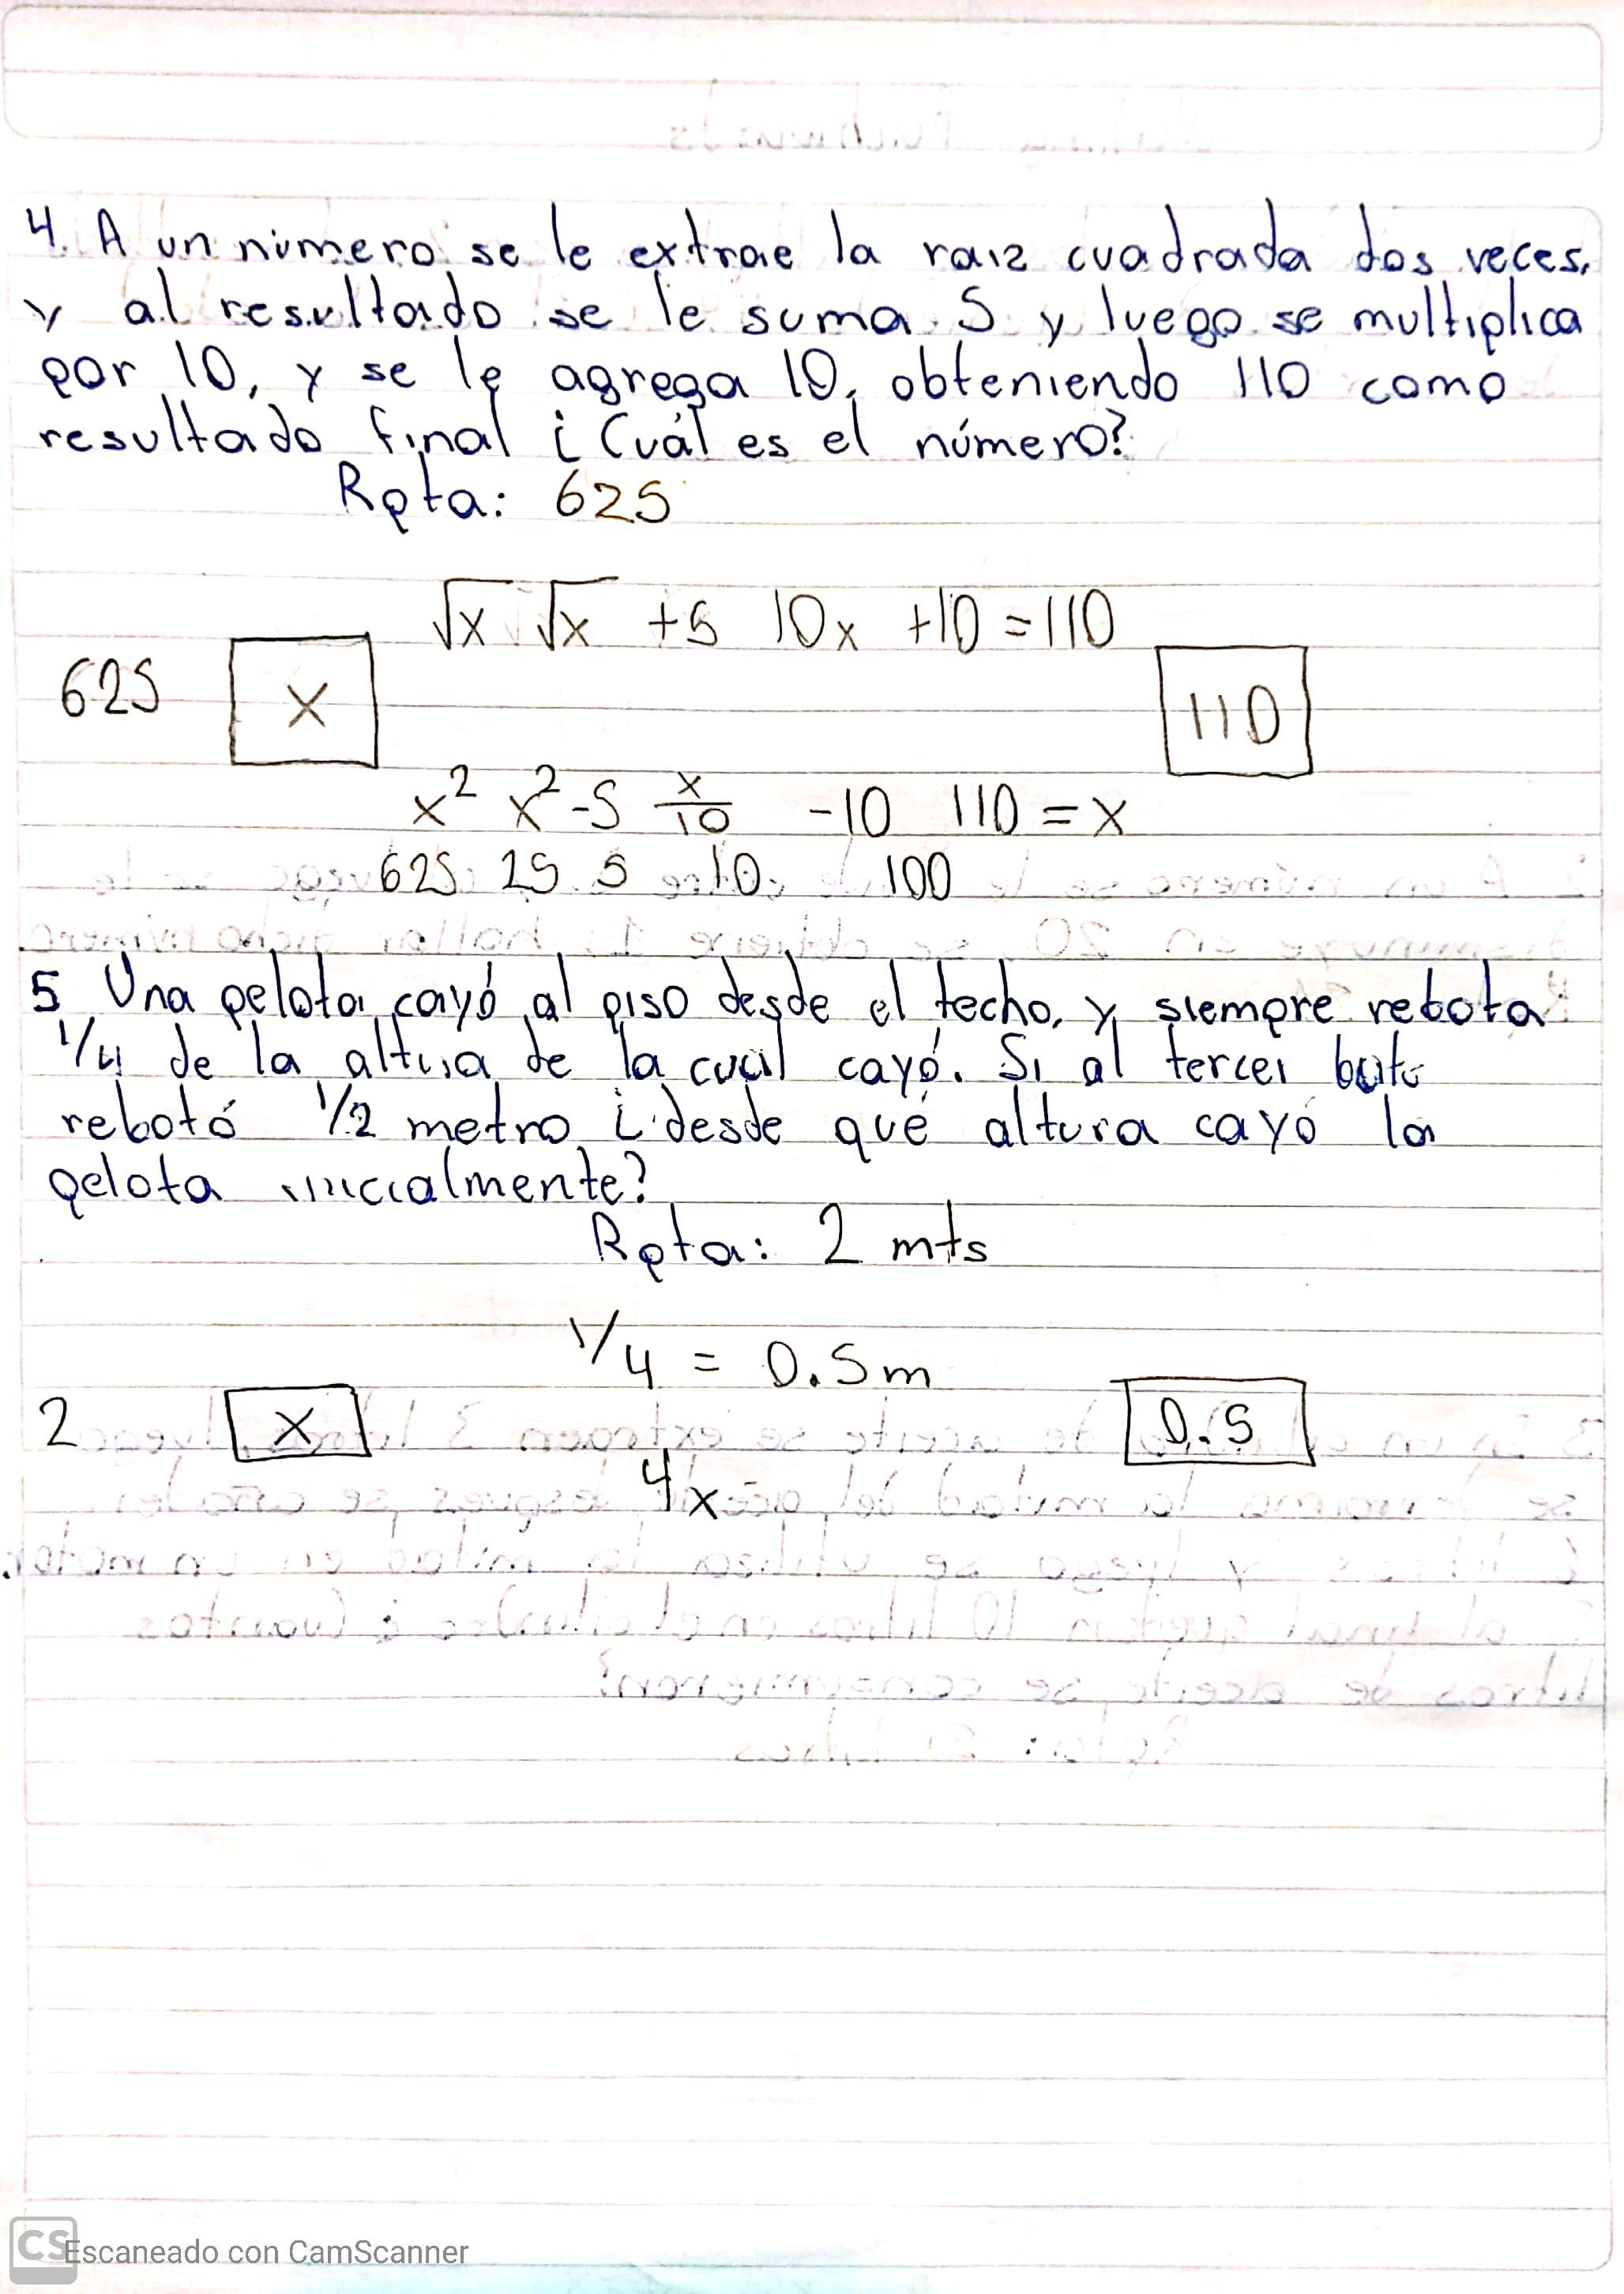 4. A un número se le extrae la raiz cuadrada dos veces,
y al resultado se le suma 5 y luego se multiplica
por 10, y se le agrega 10, obteniendo 110 como
resultado final ¿Cuál es el número?
Rpta: 625
√x √x +5 10x +10 = 110
625 x 110
x² x² -5 x/10 -10 110 = x
625 25 5 10 100
5 Una pelota cayó al piso desde el techo, y siempre rebota
1/4 de la altura de la cual cayó. Si al tercer bote
rebotó 1/2 metro ¿desde qué altura cayó la
pelota inicialmente?
Rpta: 2 mts
1/4 = 0.5m
2 x 0.5
4x
CS Escaneado con CamScanner